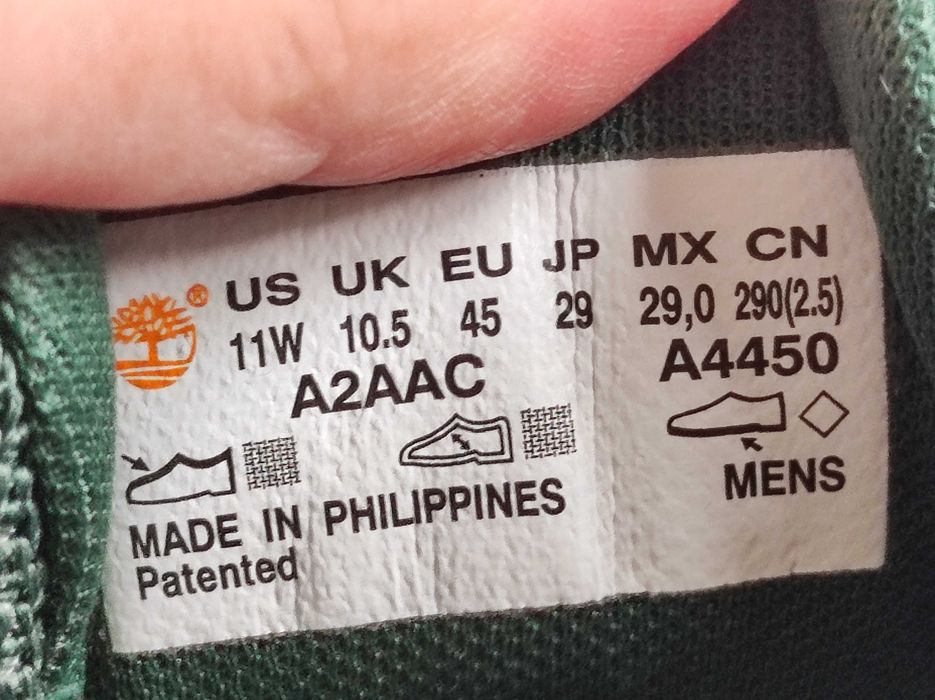 ® US UK EU JP MX CN
11W 10.5 45 29 29,0 290(2.5)
A2AAC A4450
MENS
MADE IN PHILIPPINES
Patented